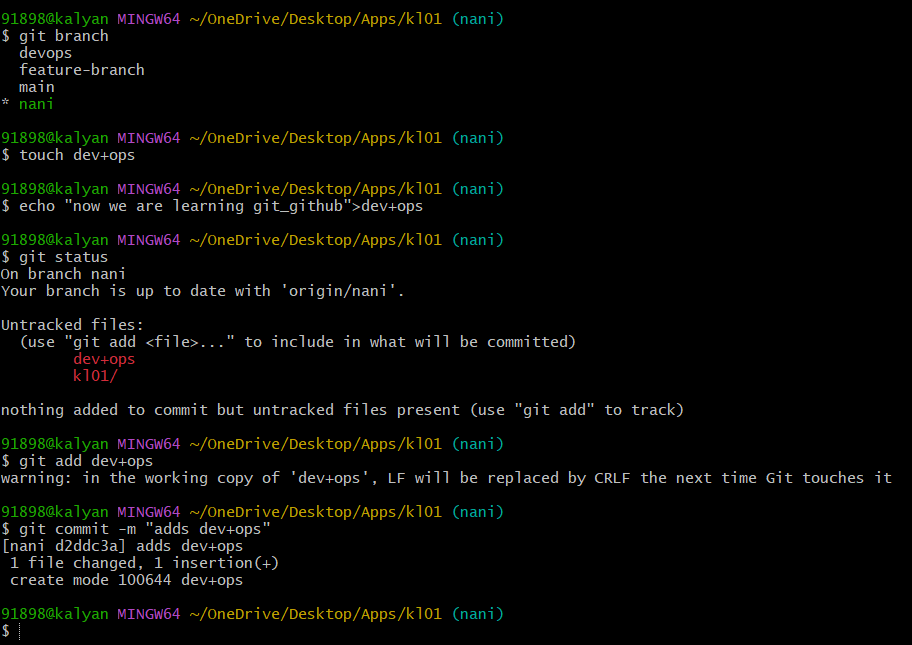 91898@kalyan MINGW64 ~/OneDrive/Desktop/Apps/kl01 (nani)
$ git branch
  devops
  feature-branch
  main
* nani

91898@kalyan MINGW64 ~/OneDrive/Desktop/Apps/kl01 (nani)
$ touch dev+ops

91898@kalyan MINGW64 ~/OneDrive/Desktop/Apps/kl01 (nani)
$ echo "now we are learning git_github">dev+ops

91898@kalyan MINGW64 ~/OneDrive/Desktop/Apps/kl01 (nani)
$ git status
On branch nani
Your branch is up to date with 'origin/nani'.

Untracked files:
  (use "git add <file>..." to include in what will be committed)
        dev+ops
        kl01/

nothing added to commit but untracked files present (use "git add" to track)

91898@kalyan MINGW64 ~/OneDrive/Desktop/Apps/kl01 (nani)
$ git add dev+ops
warning: in the working copy of 'dev+ops', LF will be replaced by CRLF the next time Git touches it

91898@kalyan MINGW64 ~/OneDrive/Desktop/Apps/kl01 (nani)
$ git commit -m "adds dev+ops"
[nani d2ddc3a] adds dev+ops
 1 file changed, 1 insertion(+)
 create mode 100644 dev+ops

91898@kalyan MINGW64 ~/OneDrive/Desktop/Apps/kl01 (nani)
$